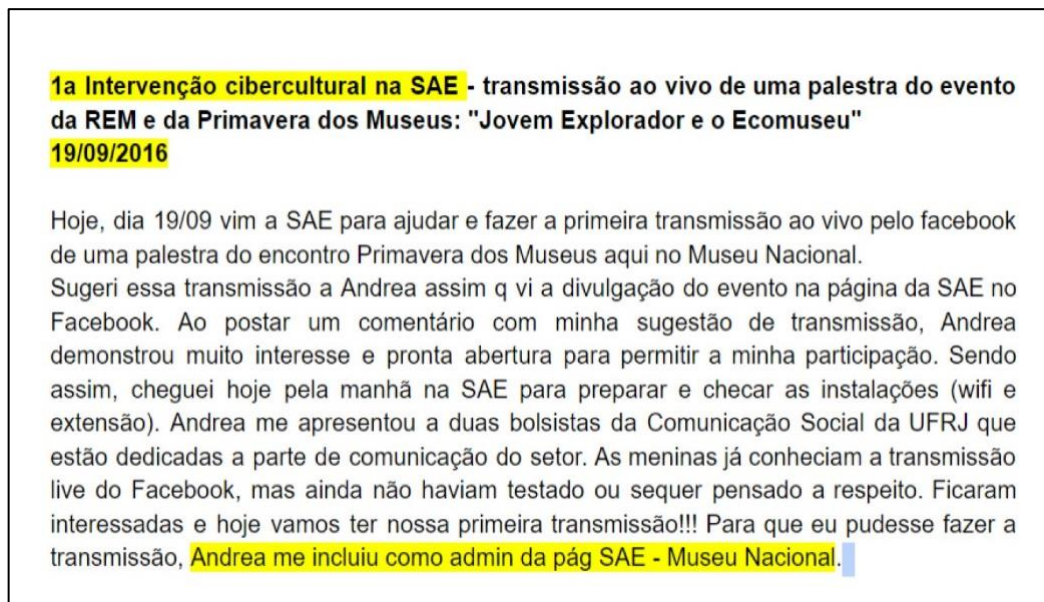 1a Intervenção cibercultural na SAE - transmissão ao vivo de uma palestra do evento
da REM e da Primavera dos Museus: "Jovem Explorador e o Ecomuseu"
19/09/2016
Hoje, dia 19/09 vim a SAE para ajudar e fazer a primeira transmissão ao vivo pelo facebook
de uma palestra do encontro Primavera dos Museus aqui no Museu Nacional.
Sugeri essa transmissão a Andrea assim q vi a divulgação do evento na página da SAE no
Facebook. Ao postar um comentário com minha sugestão de transmissão, Andrea
demonstrou muito interesse e pronta abertura para permitir a minha participação. Sendo
assim, cheguei hoje pela manhã na SAE para preparar e checar as instalações (wifi e
extensão). Andrea me apresentou a duas bolsistas da Comunicação Social da UFRJ que
estão dedicadas a parte de comunicação do setor. As meninas já conheciam a transmissão
live do Facebook, mas ainda não haviam testado ou sequer pensado a respeito. Ficaram
interessadas e hoje vamos ter nossa primeira transmissão!!! Para que eu pudesse fazer a
transmissão, Andrea me incluiu como admin da pág SAE - Museu Nacional.